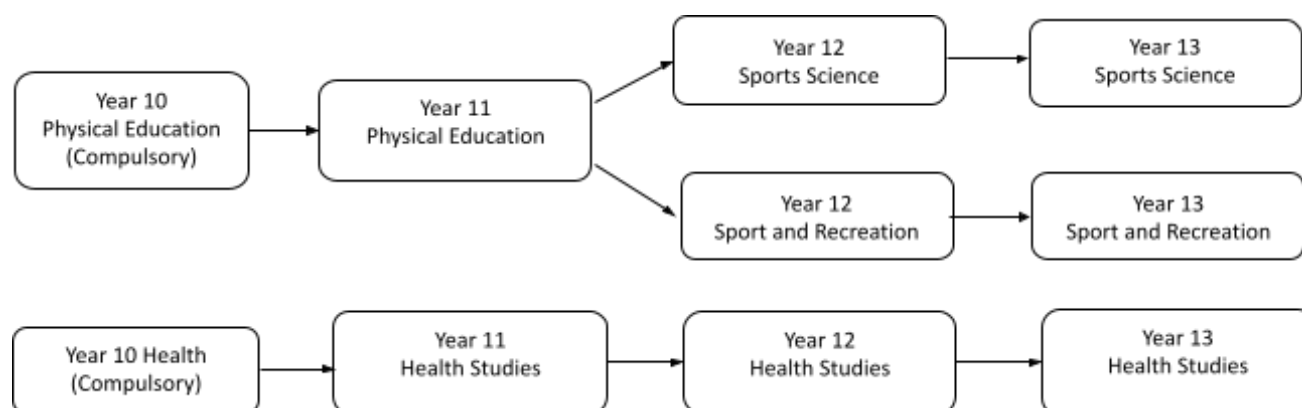 Year 10
Physical Education
(Compulsory)
Year 11
Physical Education
Year 12
Sports Science
Year 13
Sports Science
Year 12
Sport and Recreation
Year 13
Sport and Recreation
Year 10 Health
(Compulsory)
Year 11
Health Studies
Year 12
Health Studies
Year 13
Health Studies